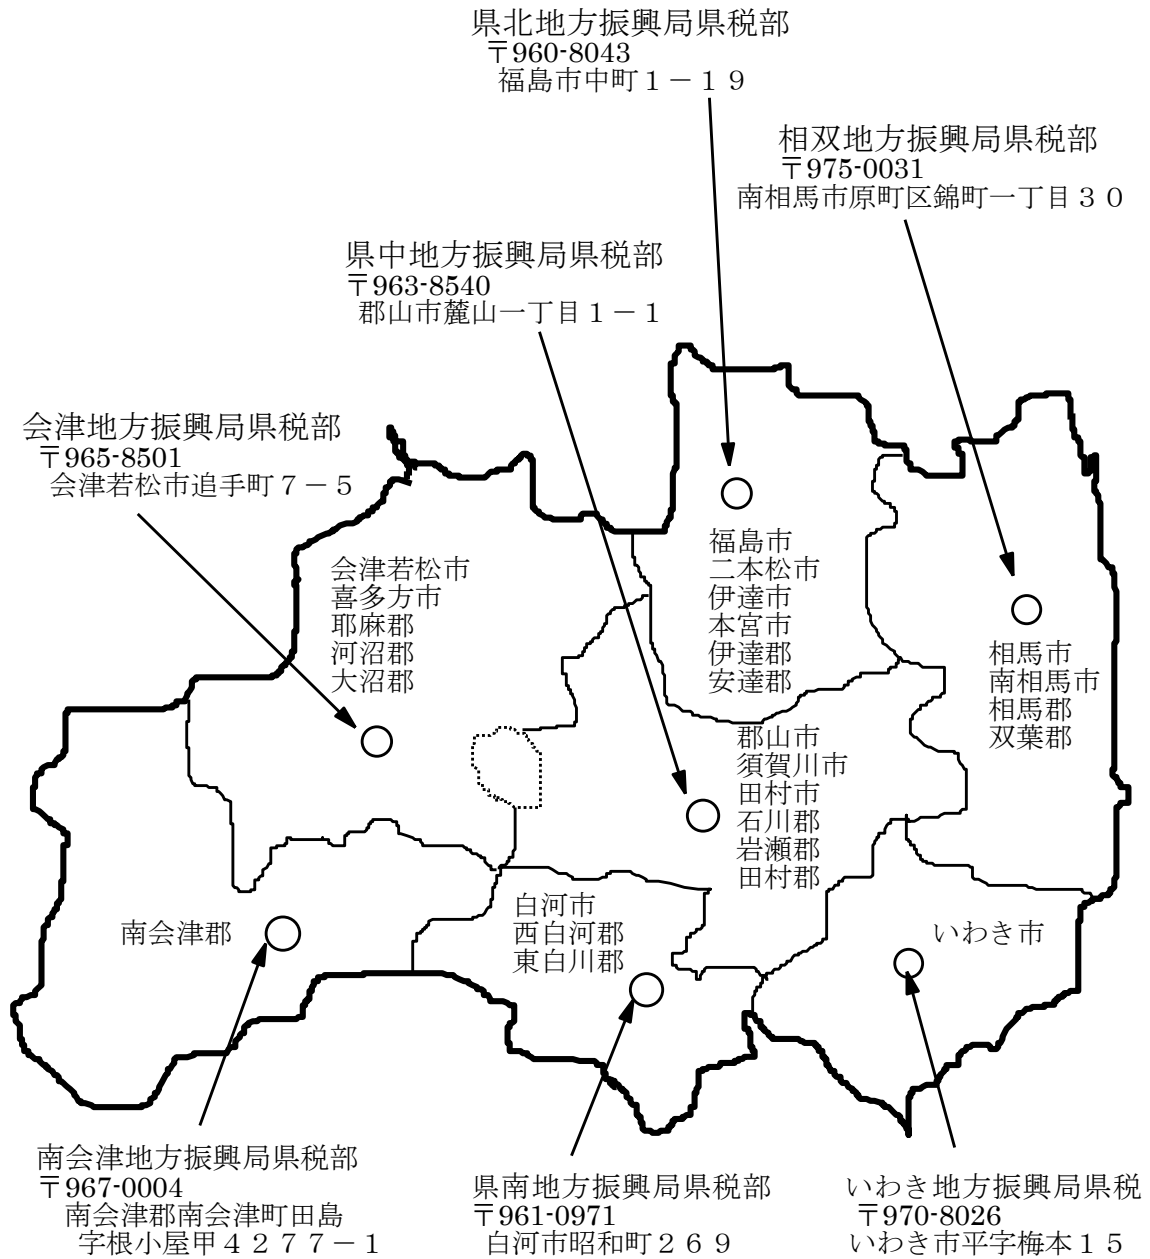 県北地方振興局県税部
〒960-8043
福島市中町１－１９
相双地方振興局県税部
〒975-0031
南相馬市原町区錦町一丁目３０
県中地方振興局県税部
〒963-8540
郡山市麓山一丁目１－１
会津地方振興局県税部
〒965-8501
会津若松市追手町７－５
福島市
二本松市
伊達市
本宮市
伊達郡
安達郡
会津若松市
喜多方市
耶麻郡
河沼郡
大沼郡
相馬市
南相馬市
相馬郡
双葉郡
郡山市
須賀川市
田村市
石川郡
岩瀬郡
田村郡
南会津郡
白河市
西白河郡
東白川郡
いわき市
南会津地方振興局県税部
〒967-0004
南会津郡南会津町田島
字根小屋甲４２７７－１
県南地方振興局県税部
〒961-0971
白河市昭和町２６９
いわき地方振興局県税
〒970-8026
いわき市平字梅本１５